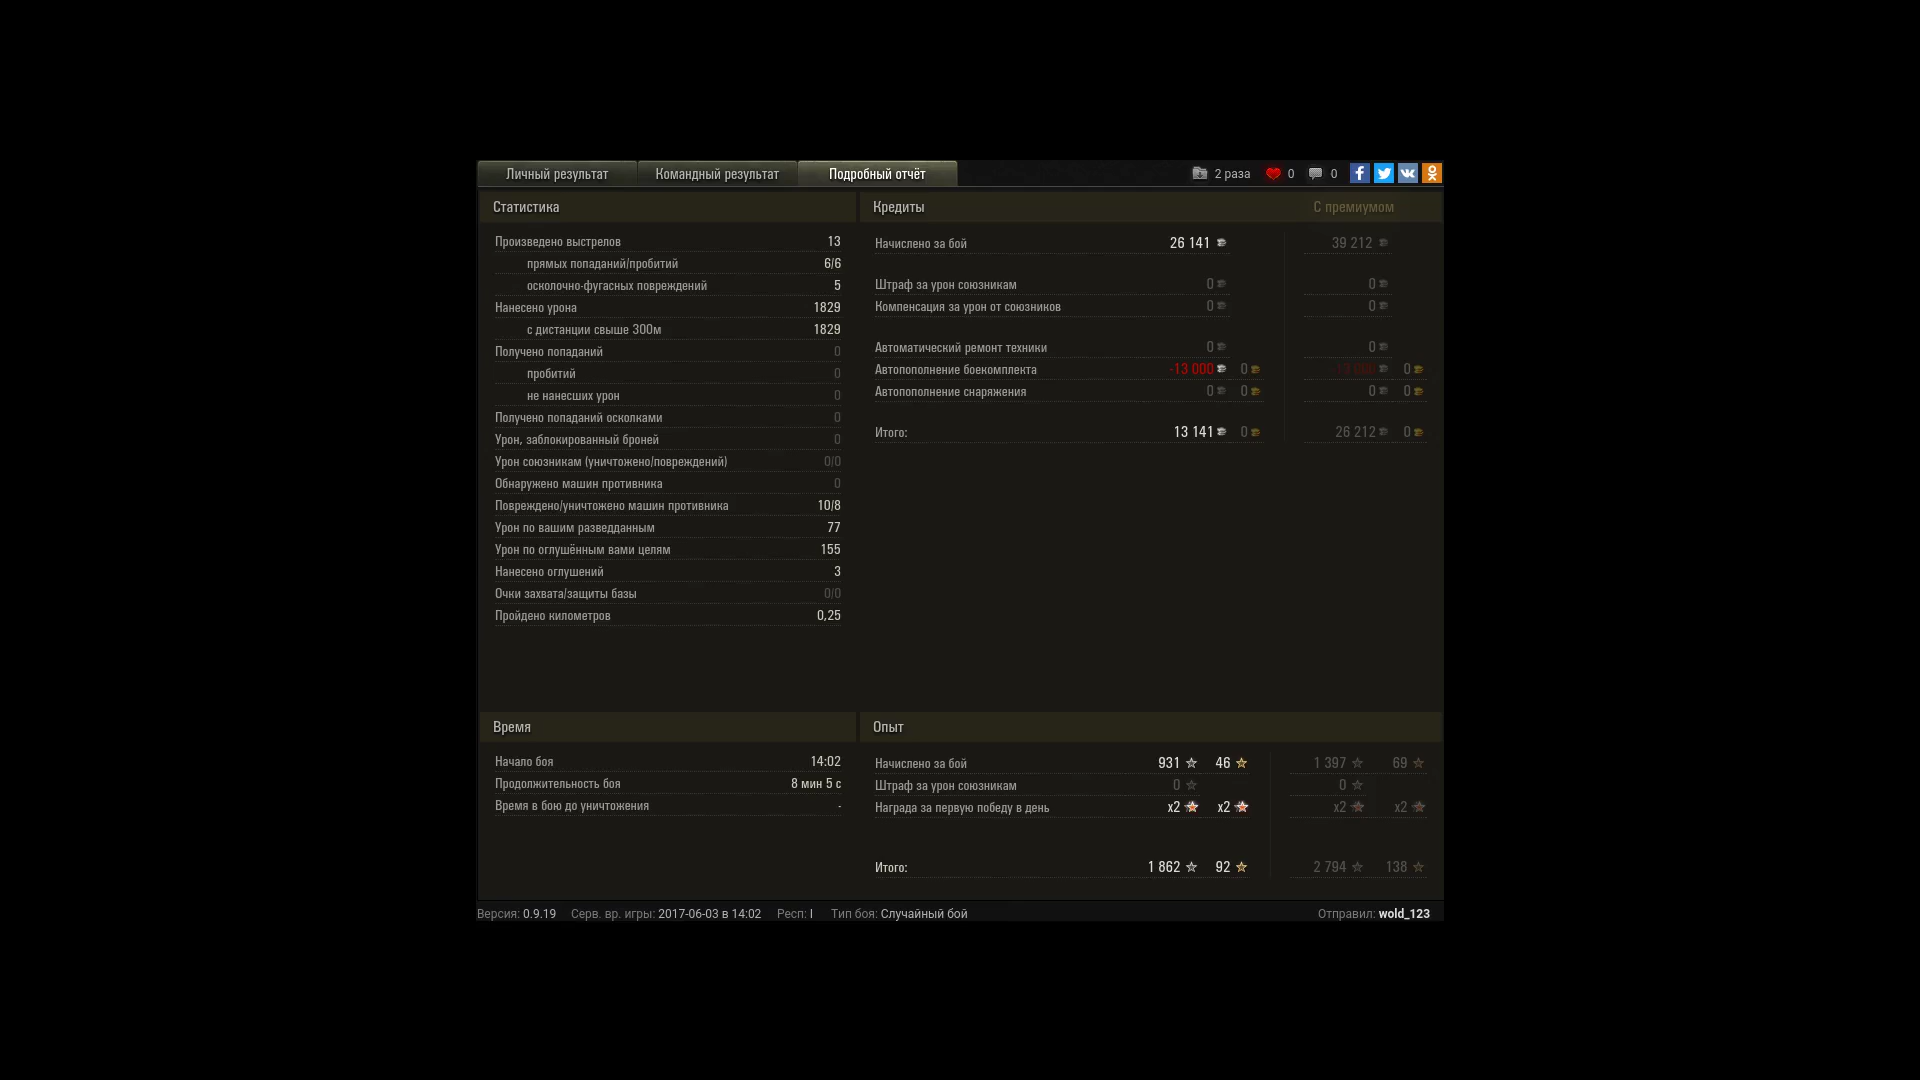 Личный результат Командный результат Подробный отчёт 2 раза 0 0
Статистика
Произведено выстрелов 13
прямых попаданий/пробитий 6/6
осколочно-фугасных повреждений 5
Нанесено урона 1829
с дистанции свыше 300м 1829
Получено попаданий 0
пробитий 0
не нанесших урон 0
Получено попаданий осколками 0
Урон, заблокированный броней 0
Урон союзникам (уничтожено/повреждений) 0/0
Обнаружено машин противника 0
Повреждено/уничтожено машин противника 10/8
Урон по вашим разведданным 77
Урон по оглушённым вами целям 155
Нанесено оглушений 3
Очки захвата/защиты базы 0/0
Пройдено километров 0,25
Кредиты С премиумом
Начислено за бой 26 141 39 212
Штраф за урон союзникам 0 0
Компенсация за урон от союзников 0 0
Автоматический ремонт техники 0 0
Автопополнение боекомплекта -13 000 0 -13 000 0
Автопополнение снаряжения 0 0 0 0
Итого: 13 141 0 26 212 0
Время
Начало боя 14:02
Продолжительность боя 8 мин 5 с
Время в бою до уничтожения -
Опыт
Начислено за бой 931 46 1 397 69
Штраф за урон союзникам 0 0
Награда за первую победу в день x2 x2 x2 x2
Итого: 1 862 92 2 794 138
Версия: 0.9.19 Серв. вр. игры: 2017-06-03 в 14:02 Респ: I Тип боя: Случайный бой Отправил: wold_123